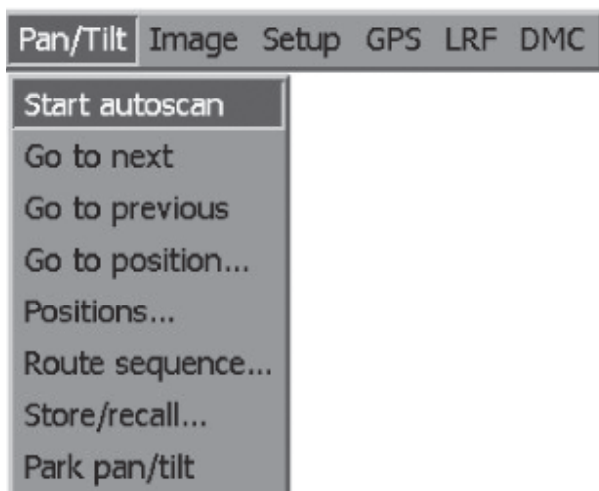 Pan/Tilt Image Setup GPS LRF DMC
Start autoscan
Go to next
Go to previous
Go to position...
Positions...
Route sequence...
Store/recall...
Park pan/tilt